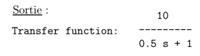 Sortie :
10
Transfer function: ---------
0.5 s + 1